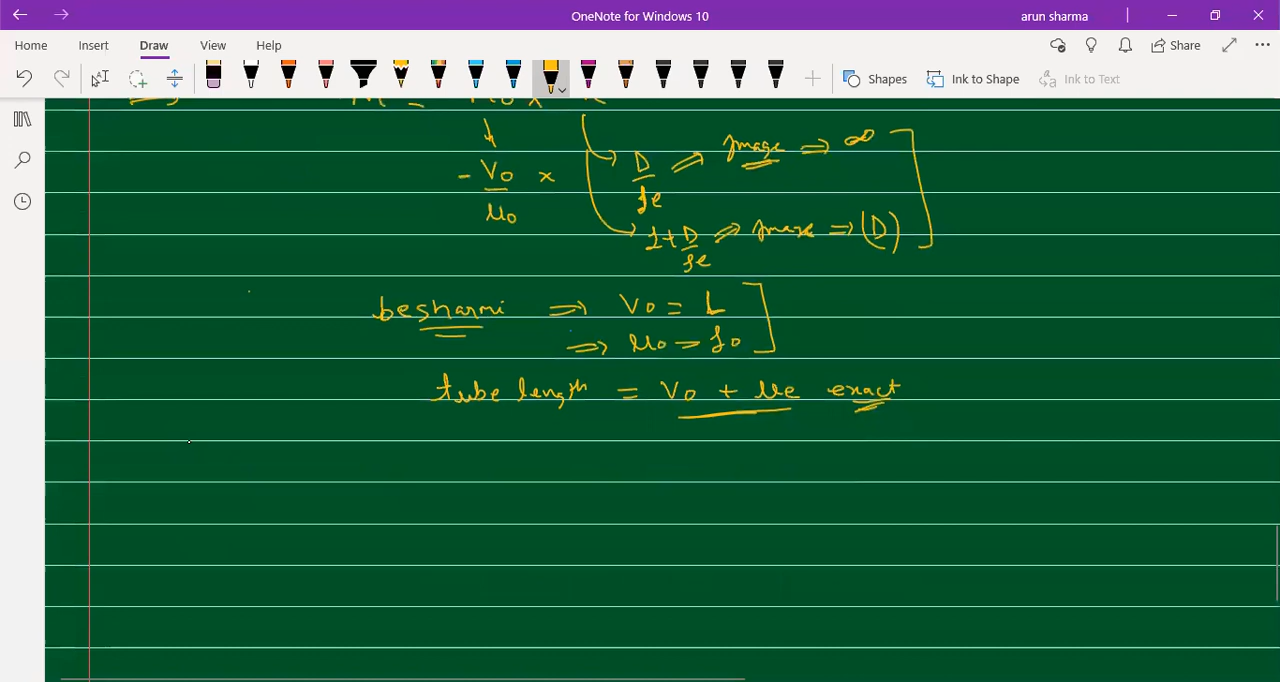 OneNote for Windows 10
arun sharma
Home Insert Draw View Help
Share
Shapes
Ink to Shape
Ink to Text
- Vo × D/fe ⇒ Image ⇒ ∞
uo
1+D/fe ⇒ Image ⇒ (D)
besharmi ⇒ Vo = L
⇒ uo = fo
tube length = Vo + ue exact